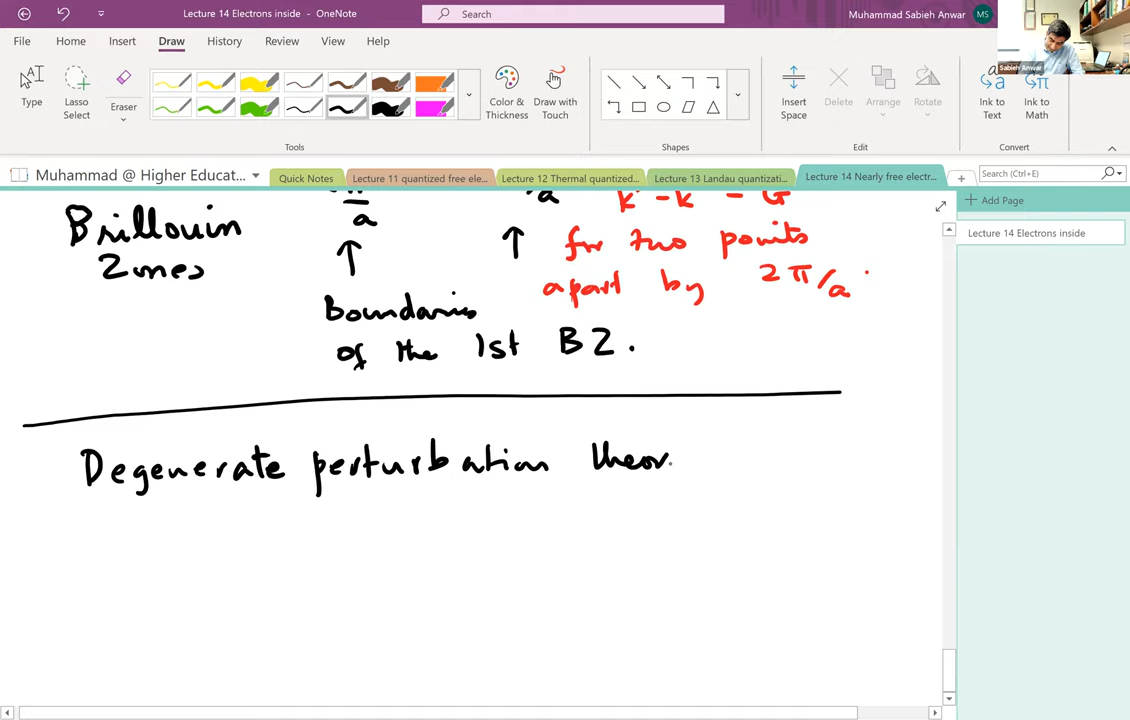 Lecture 14 Electrons inside - OneNote
Search
Muhammad Sabieh Anwar
MS
Sabieh Anwar
File
Home
Insert
Draw
History
Review
View
Help
Type
Lasso Select
Eraser
Color & Thickness
Draw with Touch
Insert Space
Delete
Arrange
Rotate
Ink to Text
Ink to Math
Tools
Shapes
Edit
Convert
Muhammad @ Higher Educat...
Quick Notes
Lecture 11 quantized free ele...
Lecture 12 Thermal quantized...
Lecture 13 Landau quantizati...
Lecture 14 Nearly free electr...
Search (Ctrl+E)
Add Page
Lecture 14 Electrons inside
Brillouin
Zones
a
a
k' - k = G
for two points
apart by 2π/a
Boundaries
of the 1st BZ.
Degenerate perturbation theor